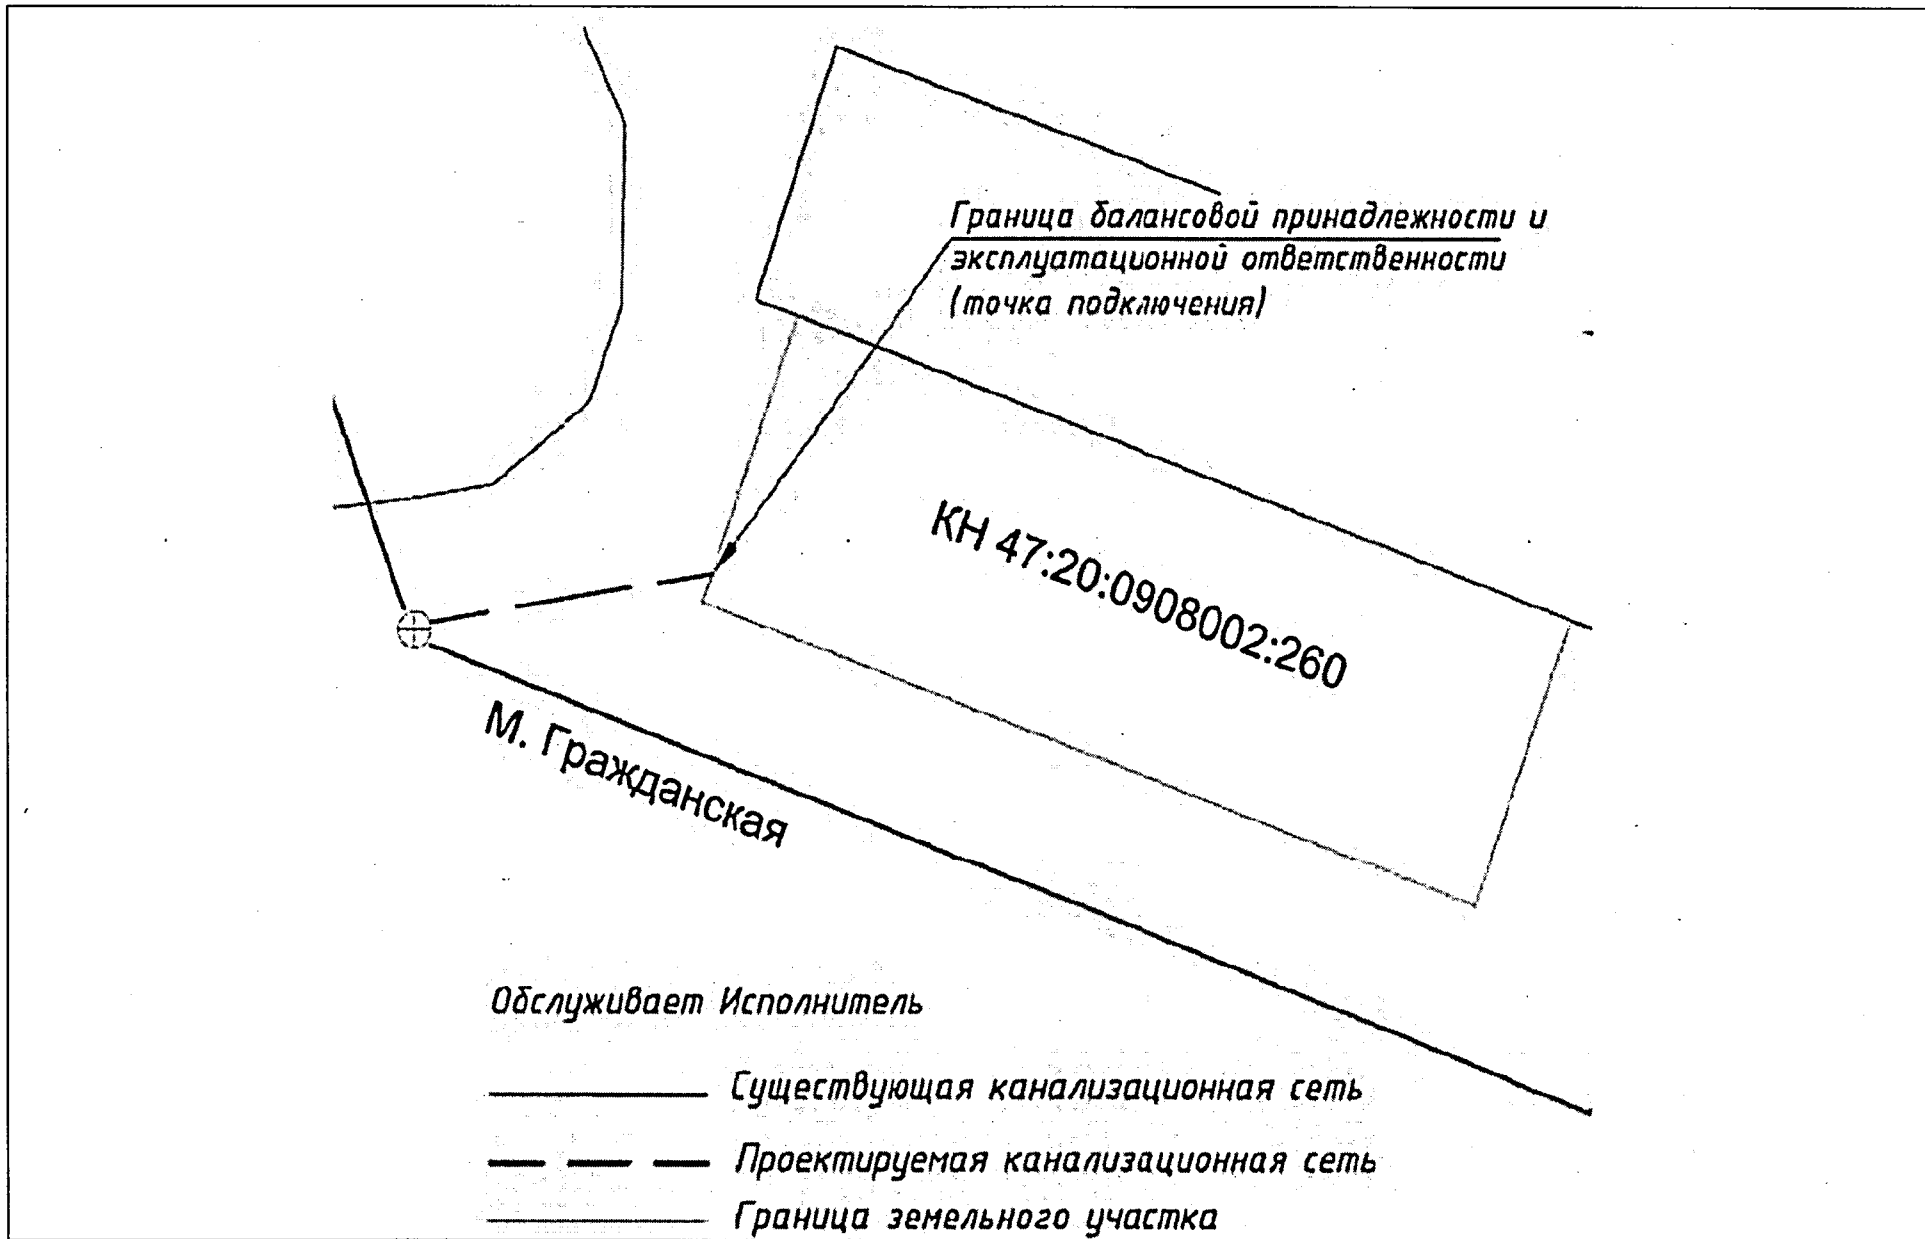 Граница балансовой принадлежности и
эксплуатационной ответственности
(точка подключения)
КН 47:20:0908002:260
М. Гражданская
Обслуживает Исполнитель
Существующая канализационная сеть
Проектируемая канализационная сеть
Граница земельного участка